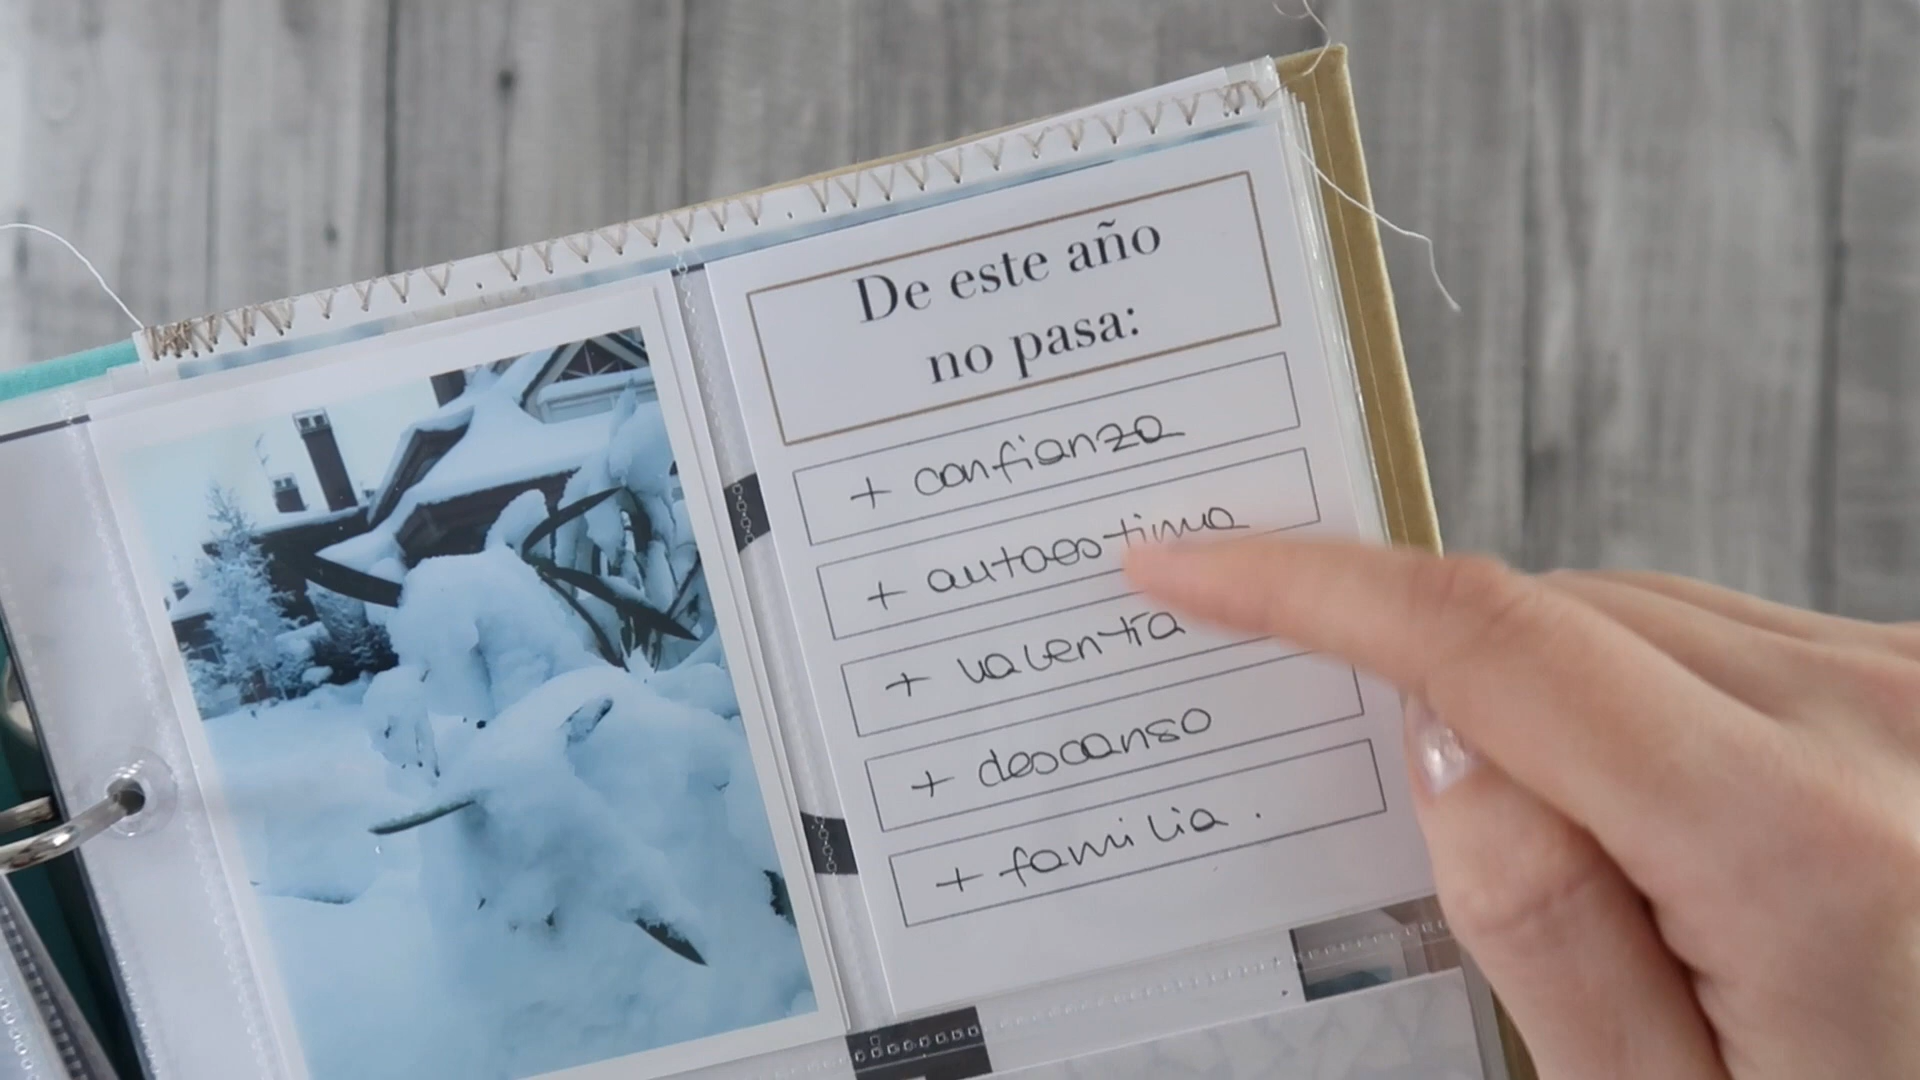 De este año
no pasa:
+ confianza
+ autoestima
+ valentía
+ descanso
+ familia.